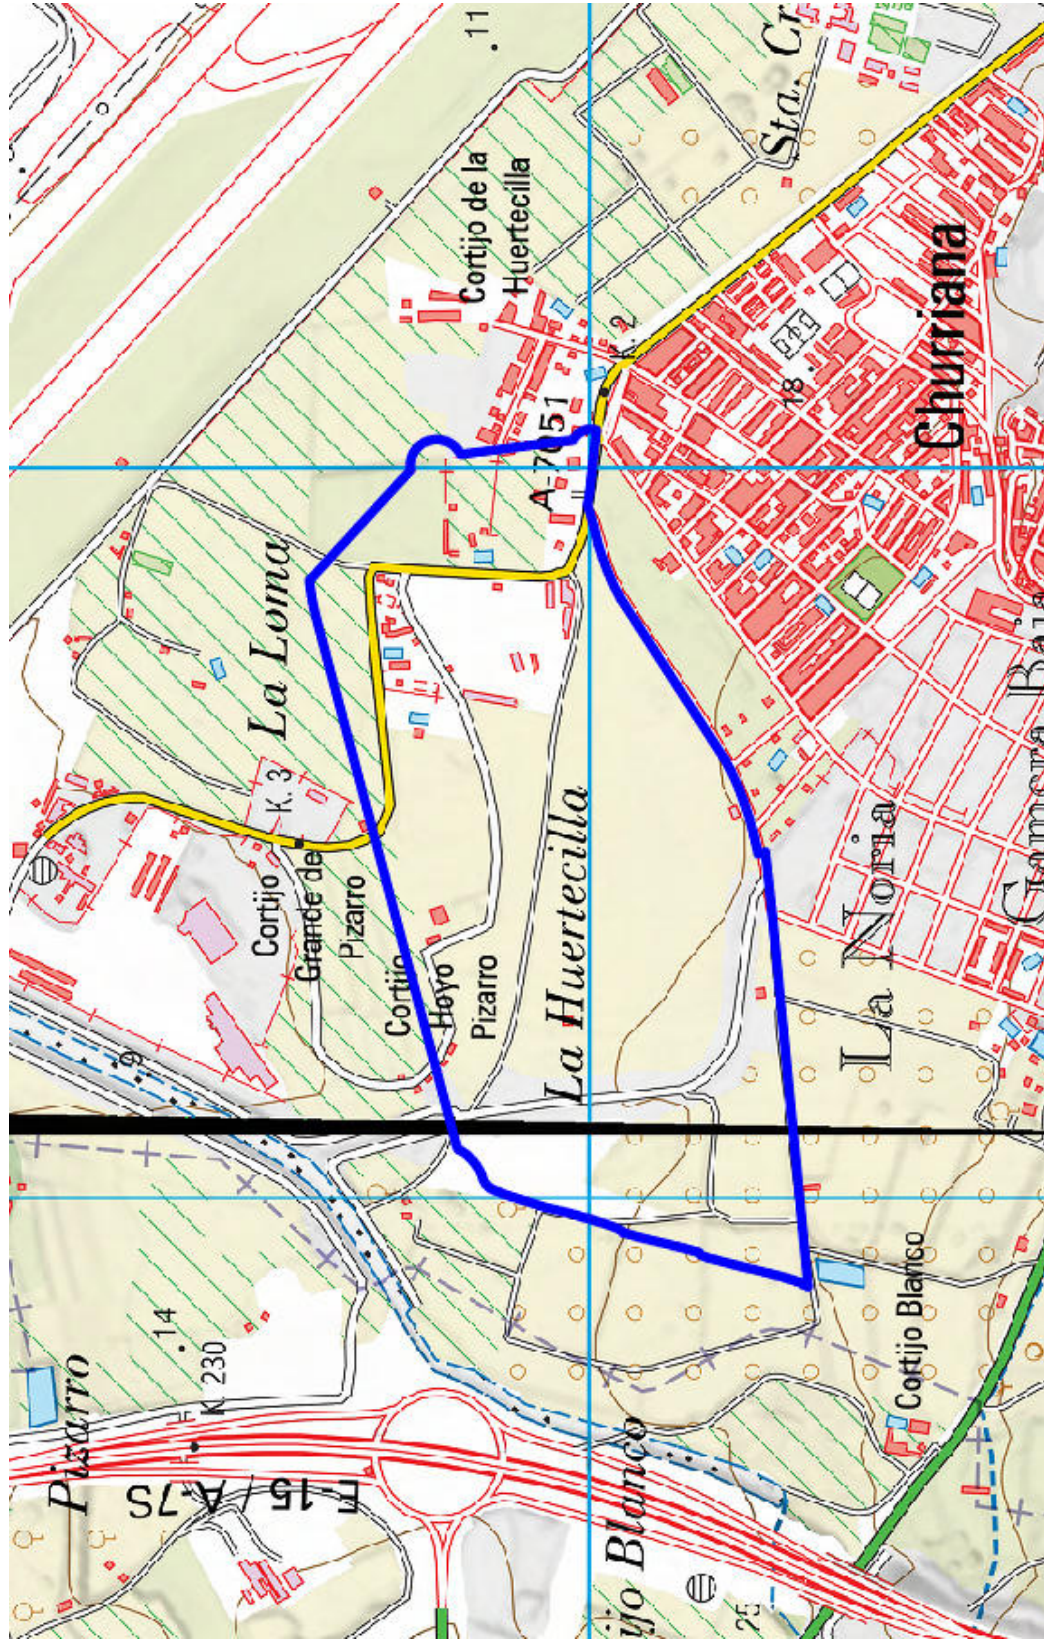 11
Sta. Cr
Cortijo de la
Huertecilla
K. 2
A-7051
18
Churriana
La Loma
K. 3
Cortijo
Grande de
Pizarro
Cortijo
Hoyo
Pizarro
La Huertecilla
La Noria
Gamera Baja
9
14
K 230
Pizarro
E-15 / A 7S
Cortijo Blanco
ijo Blanco
25